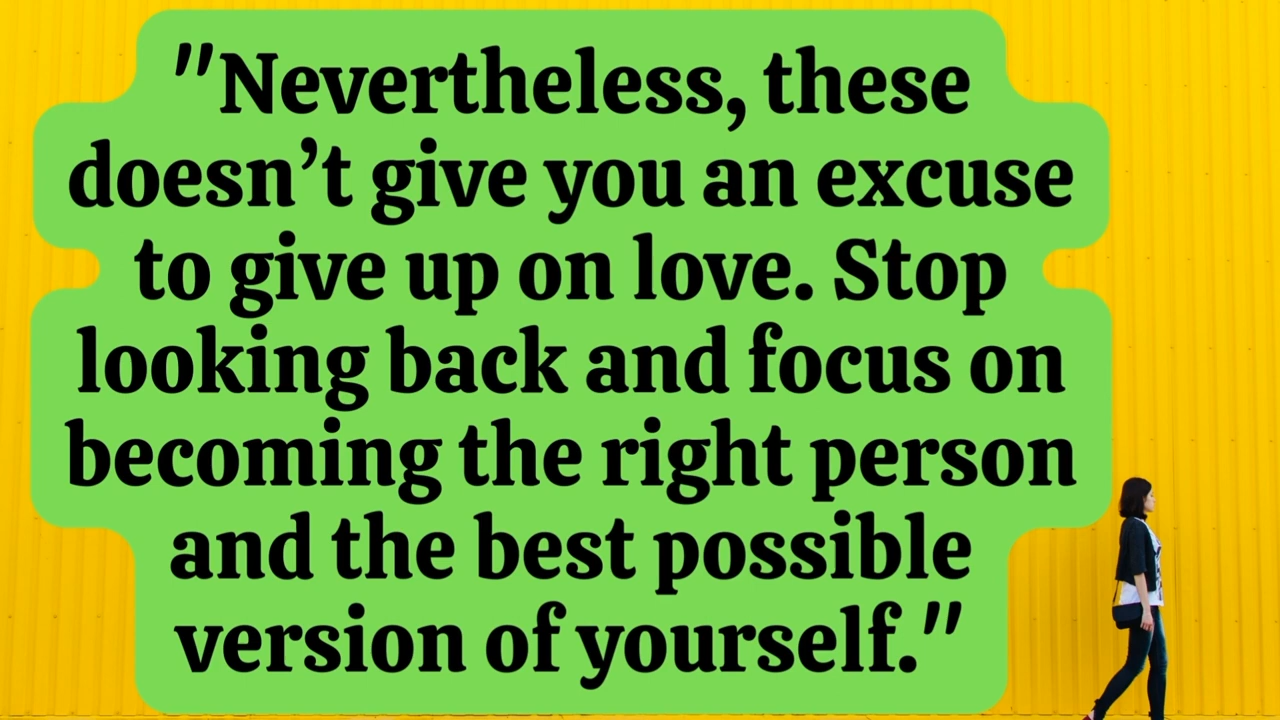 "Nevertheless, these
doesn’t give you an excuse
to give up on love. Stop
looking back and focus on
becoming the right person
and the best possible
version of yourself."